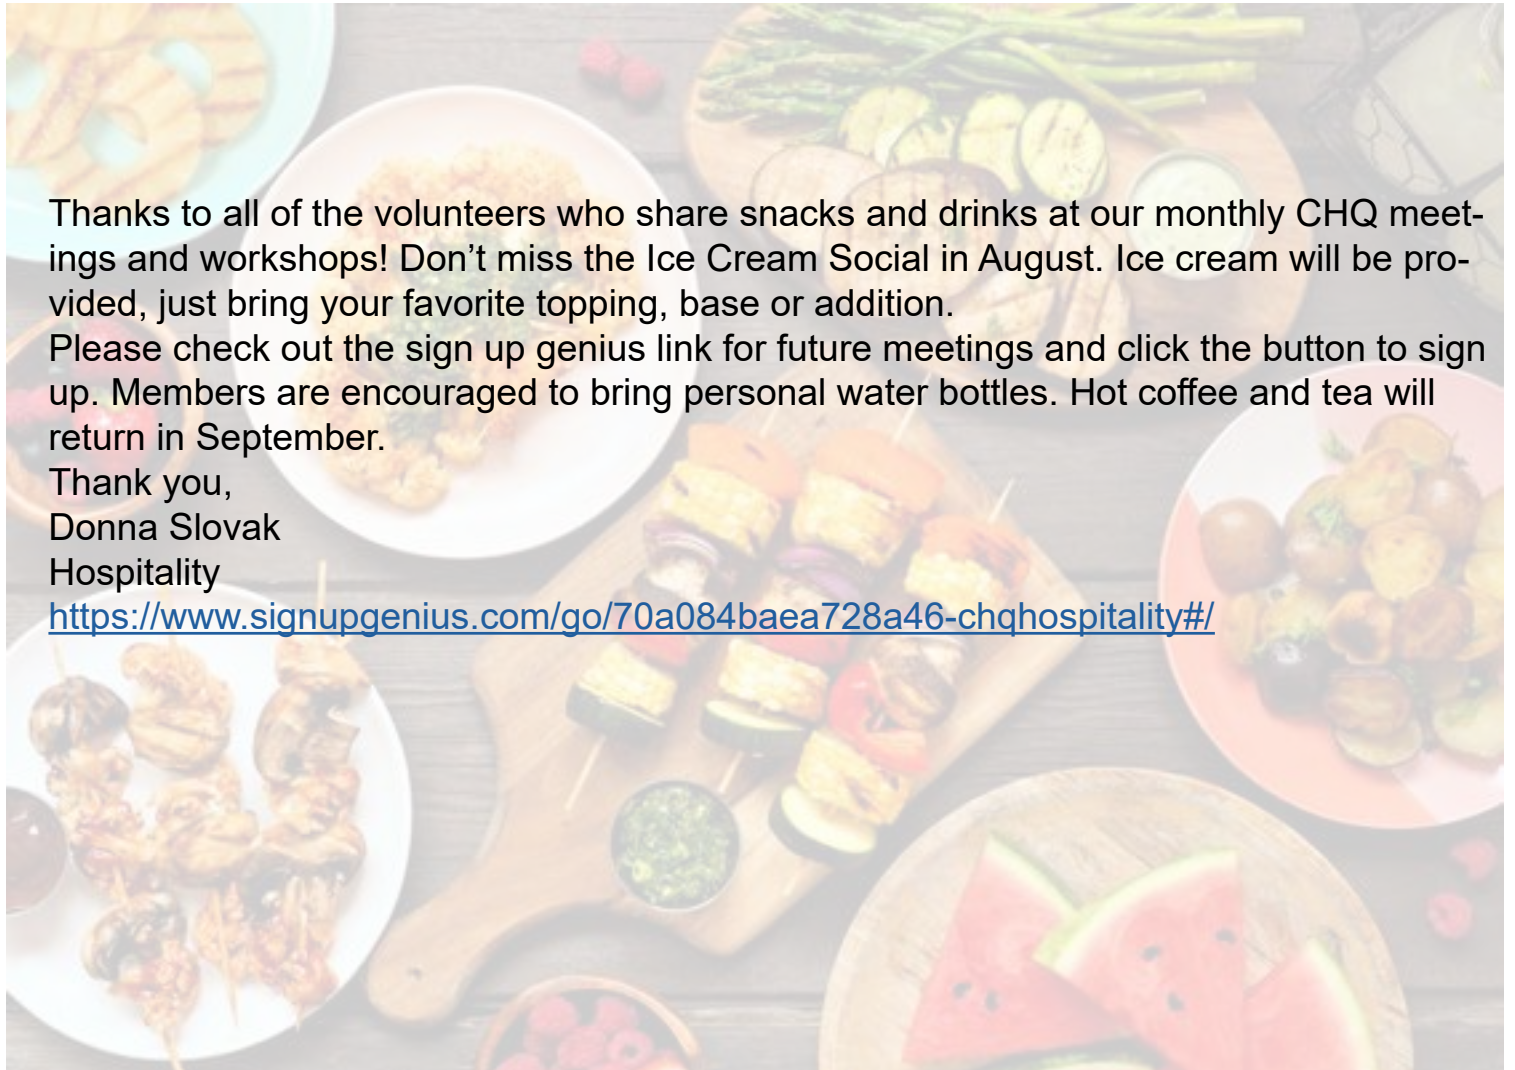 Thanks to all of the volunteers who share snacks and drinks at our monthly CHQ meet-
ings and workshops! Don’t miss the Ice Cream Social in August. Ice cream will be pro-
vided, just bring your favorite topping, base or addition.
Please check out the sign up genius link for future meetings and click the button to sign
up. Members are encouraged to bring personal water bottles. Hot coffee and tea will
return in September.
Thank you,
Donna Slovak
Hospitality
https://www.signupgenius.com/go/70a084baea728a46-chqhospitality#/